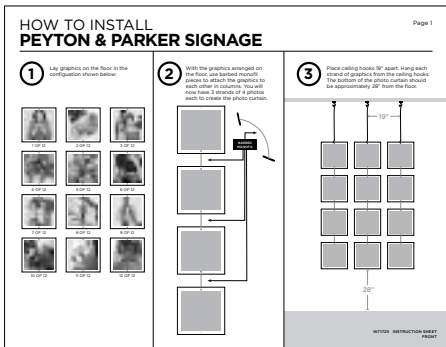 HOW TO INSTALL
PEYTON & PARKER SIGNAGE
Page 1
1
Lay graphics on the floor in the
configuation shown below:
1 OF 12
2 OF 12
3 OF 12
4 OF 12
5 OF 12
6 OF 12
7 OF 12
8 OF 12
9 OF 12
10 OF 12
11 OF 12
12 OF 12
2
With the graphics arranged on
the floor, use barbed monofil
pieces to attach the graphics to
each other in columns. You will
now have 3 strands of 4 photos
each to create the photo curtain.
BARBED
MONOFIL
3
Place ceiling hooks 19" apart. Hang each
strand of graphics from the ceiling hooks.
The bottom of the photo curtain should
be approximately 28" from the floor.
19"
28"
W71725 INSTRUCTION SHEET
FRONT